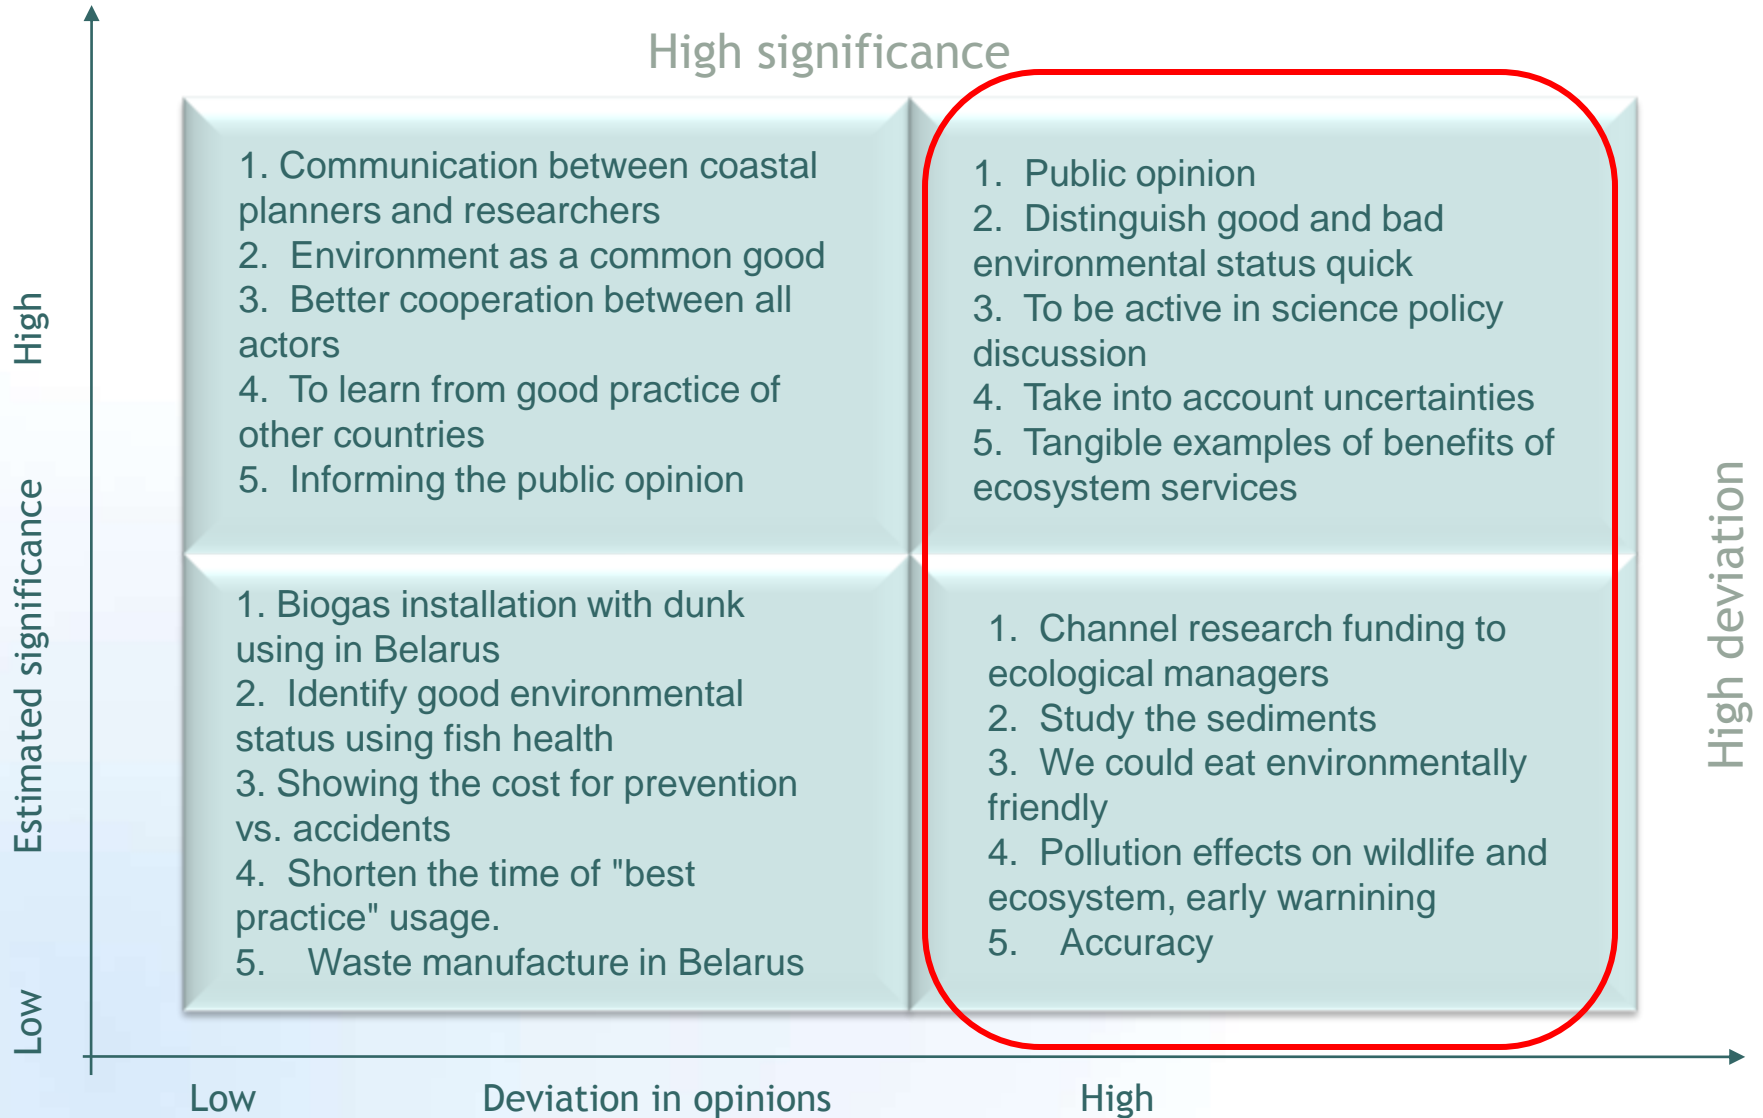 High significance
1. Communication between coastal
planners and researchers
2. Environment as a common good
3. Better cooperation between all
actors
4. To learn from good practice of
other countries
5. Informing the public opinion
1. Public opinion
2. Distinguish good and bad
environmental status quick
3. To be active in science policy
discussion
4. Take into account uncertainties
5. Tangible examples of benefits of
ecosystem services
1. Biogas installation with dunk
using in Belarus
2. Identify good environmental
status using fish health
3. Showing the cost for prevention
vs. accidents
4. Shorten the time of "best
practice" usage.
5. Waste manufacture in Belarus
1. Channel research funding to
ecological managers
2. Study the sediments
3. We could eat environmentally
friendly
4. Pollution effects on wildlife and
ecosystem, early warnining
5. Accuracy
High
Estimated significance
Low
High deviation
Low
Deviation in opinions
High